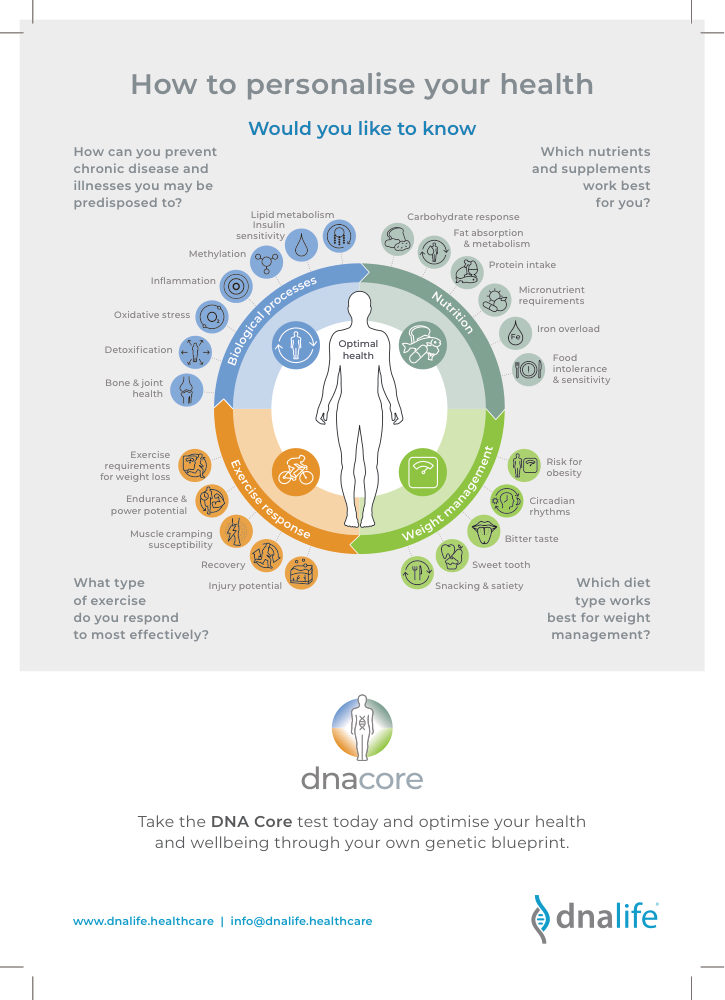 How to personalise your health
Would you like to know
How can you prevent
chronic disease and
illnesses you may be
predisposed to?
Which nutrients
and supplements
work best
for you?
Lipid metabolism
Insulin
sensitivity
Methylation
Inflammation
Oxidative stress
Detoxification
Bone & joint
health
O2
Biological processes
Carbohydrate response
Fat absorption
& metabolism
Protein intake
Micronutrient
requirements
Iron overload
Fe
Food
intolerance
& sensitivity
Nutrition
Optimal
health
Exercise
requirements
for weight loss
Endurance &
power potential
Muscle cramping
susceptibility
Recovery
Injury potential
Exercise response
Risk for
obesity
Circadian
rhythms
Bitter taste
Sweet tooth
Snacking & satiety
Weight management
What type
of exercise
do you respond
to most effectively?
Which diet
type works
best for weight
management?
dnacore
Take the DNA Core test today and optimise your health
and wellbeing through your own genetic blueprint.
www.dnalife.healthcare | info@dnalife.healthcare
dnalife®